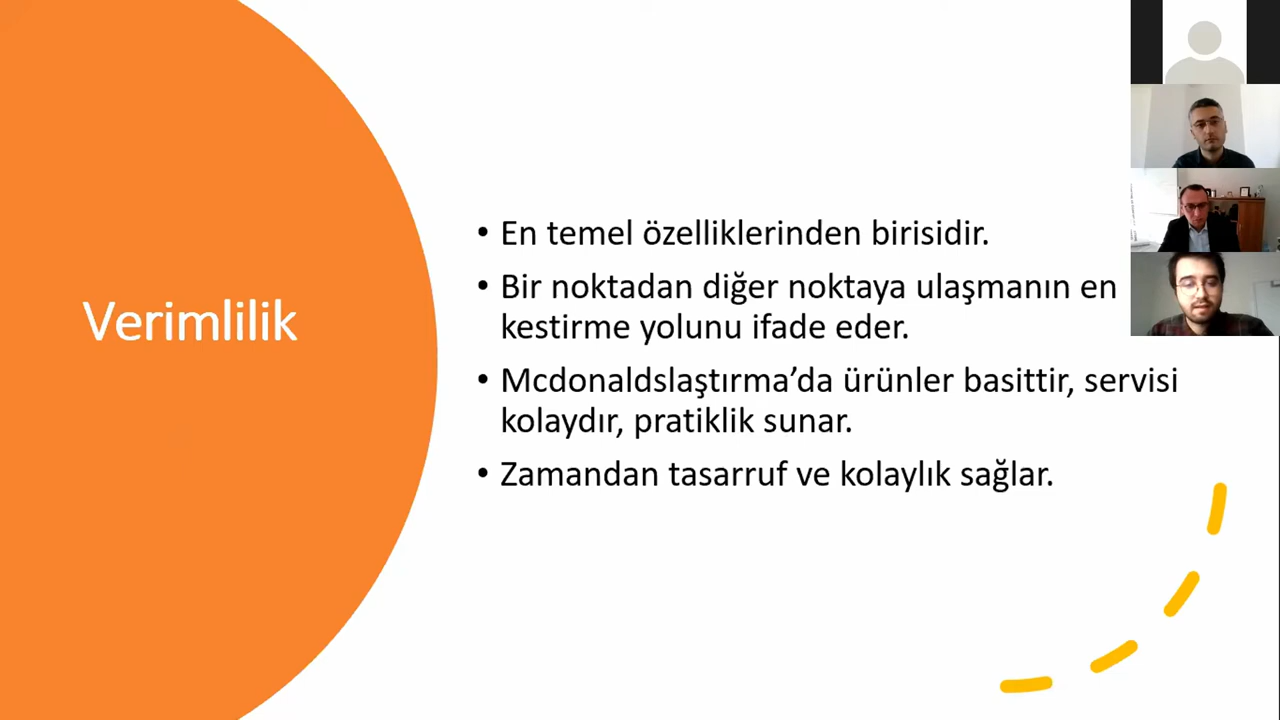 Verimlilik
• En temel özelliklerinden birisidir.
• Bir noktadan diğer noktaya ulaşmanın en
kestirme yolunu ifade eder.
• Mcdonaldslaştırma’da ürünler basittir, servisi
kolaydır, pratiklik sunar.
• Zamandan tasarruf ve kolaylık sağlar.